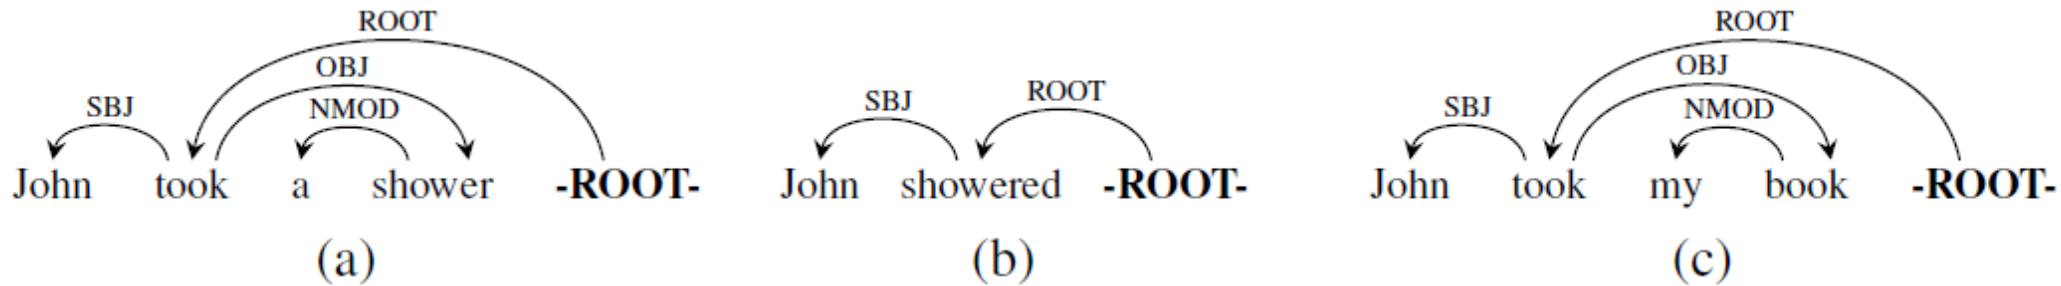 ROOT
OBJ
SBJ NMOD
John took a shower -ROOT-
(a)
SBJ ROOT
John showered -ROOT-
(b)
ROOT
OBJ
SBJ NMOD
John took my book -ROOT-
(c)